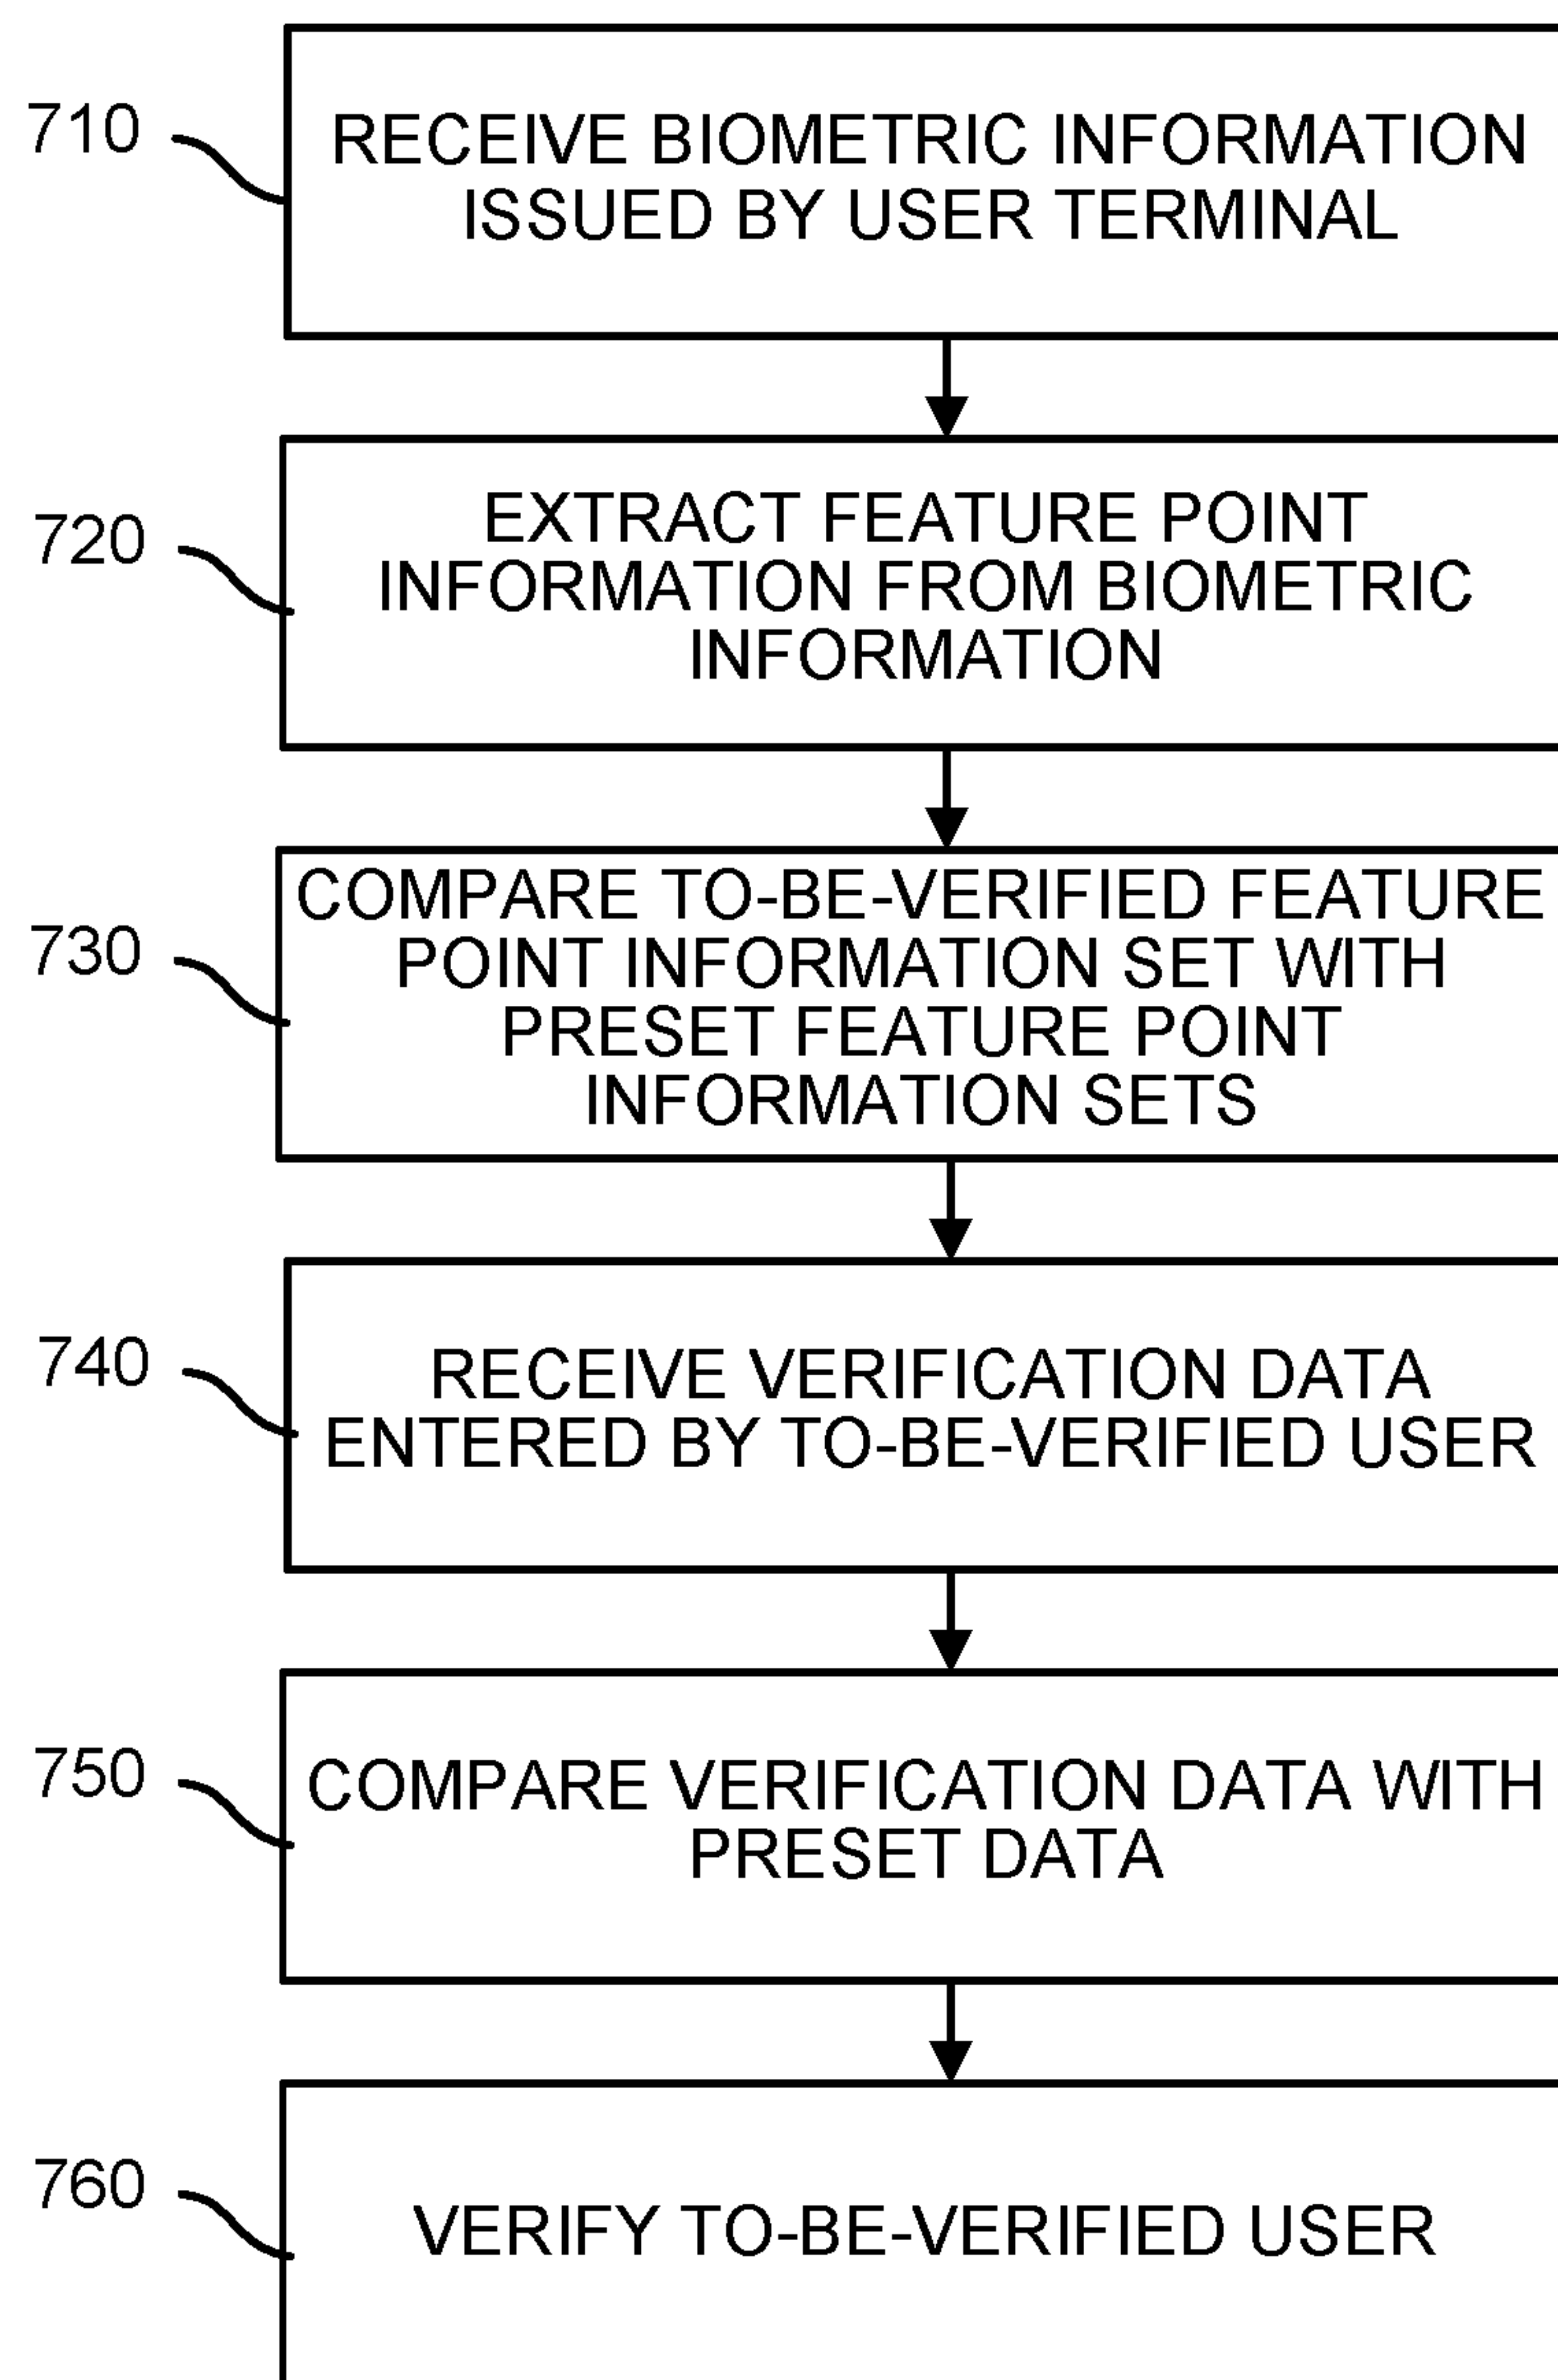 710
RECEIVE BIOMETRIC INFORMATION
ISSUED BY USER TERMINAL
720
EXTRACT FEATURE POINT
INFORMATION FROM BIOMETRIC
INFORMATION
730
COMPARE TO-BE-VERIFIED FEATURE
POINT INFORMATION SET WITH
PRESET FEATURE POINT
INFORMATION SETS
740
RECEIVE VERIFICATION DATA
ENTERED BY TO-BE-VERIFIED USER
750
COMPARE VERIFICATION DATA WITH
PRESET DATA
760
VERIFY TO-BE-VERIFIED USER